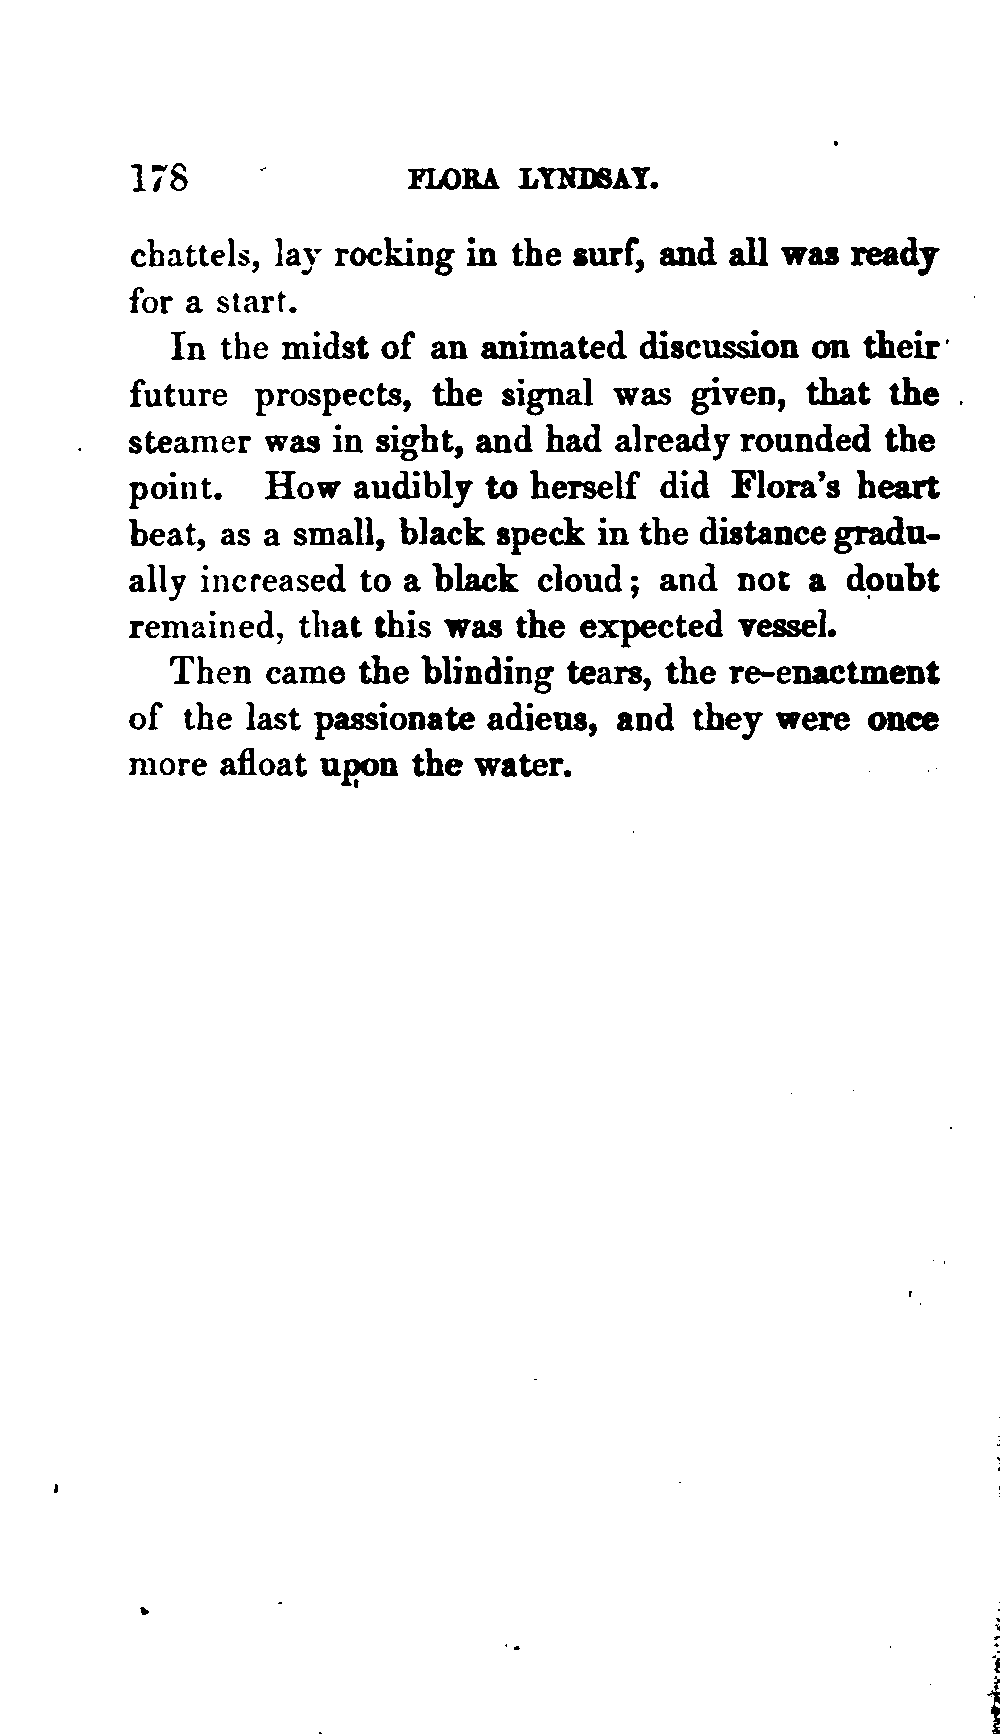 178 FLORA LYNDSAY.
chattels, lay rocking in the surf, and all was ready
for a start.
In the midst of an animated discussion on their
future prospects, the signal was given, that the
steamer was in sight, and had already rounded the
point. How audibly to herself did Flora's heart
beat, as a small, black speck in the distance gradu-
ally increased to a black cloud; and not a doubt
remained, that this was the expected vessel.
Then came the blinding tears, the re-enactment
of the last passionate adieus, and they were once
more afloat upon the water.